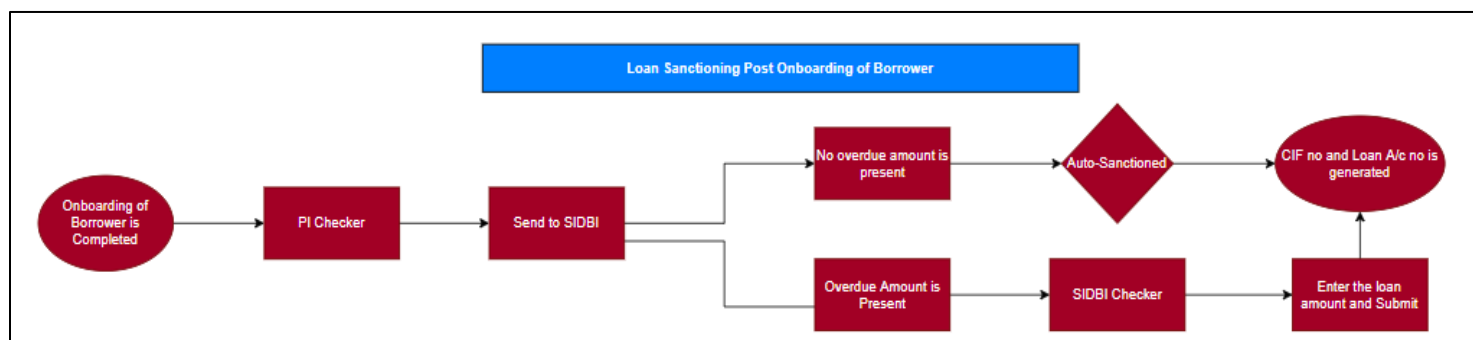 Loan Sanctioning Post Onboarding of Borrower
Onboarding of
Borrower is
Completed
PI Checker
Send to SIDBI
No overdue amount is
present
Auto-Sanctioned
CIF no and Loan A/c no is
generated
Overdue Amount is
Present
SIDBI Checker
Enter the loan
amount and Submit